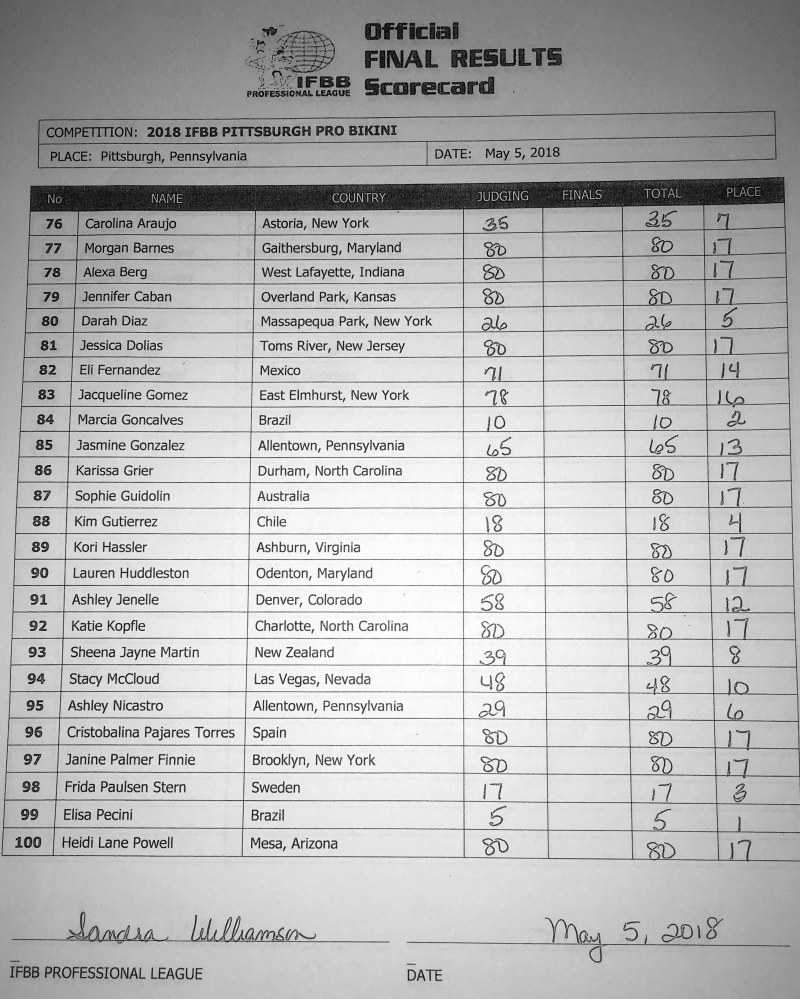 Official
FINAL RESULTS
Scorecard
IFBB
PROFESSIONAL LEAGUE
COMPETITION: 2018 IFBB PITTSBURGH PRO BIKINI
PLACE: Pittsburgh, Pennsylvania DATE: May 5, 2018
No NAME COUNTRY JUDGING FINALS TOTAL PLACE
76 Carolina Araujo Astoria, New York 35 35 7
77 Morgan Barnes Gaithersburg, Maryland 80 80 17
78 Alexa Berg West Lafayette, Indiana 80 80 17
79 Jennifer Caban Overland Park, Kansas 80 80 17
80 Darah Diaz Massapequa Park, New York 26 26 5
81 Jessica Dolias Toms River, New Jersey 80 80 17
82 Eli Fernandez Mexico 71 71 14
83 Jacqueline Gomez East Elmhurst, New York 78 78 16
84 Marcia Goncalves Brazil 10 10 2
85 Jasmine Gonzalez Allentown, Pennsylvania 65 65 13
86 Karissa Grier Durham, North Carolina 80 80 17
87 Sophie Guidolin Australia 80 80 17
88 Kim Gutierrez Chile 18 18 4
89 Kori Hassler Ashburn, Virginia 80 80 17
90 Lauren Huddleston Odenton, Maryland 80 80 17
91 Ashley Jenelle Denver, Colorado 58 58 12
92 Katie Kopfle Charlotte, North Carolina 80 80 17
93 Sheena Jayne Martin New Zealand 39 39 8
94 Stacy McCloud Las Vegas, Nevada 48 48 10
95 Ashley Nicastro Allentown, Pennsylvania 29 29 6
96 Cristobalina Pajares Torres Spain 80 80 17
97 Janine Palmer Finnie Brooklyn, New York 80 80 17
98 Frida Paulsen Stern Sweden 17 17 3
99 Elisa Pecini Brazil 5 5 1
100 Heidi Lane Powell Mesa, Arizona 80 80 17
Sandra Williamson May 5, 2018
IFBB PROFESSIONAL LEAGUE DATE